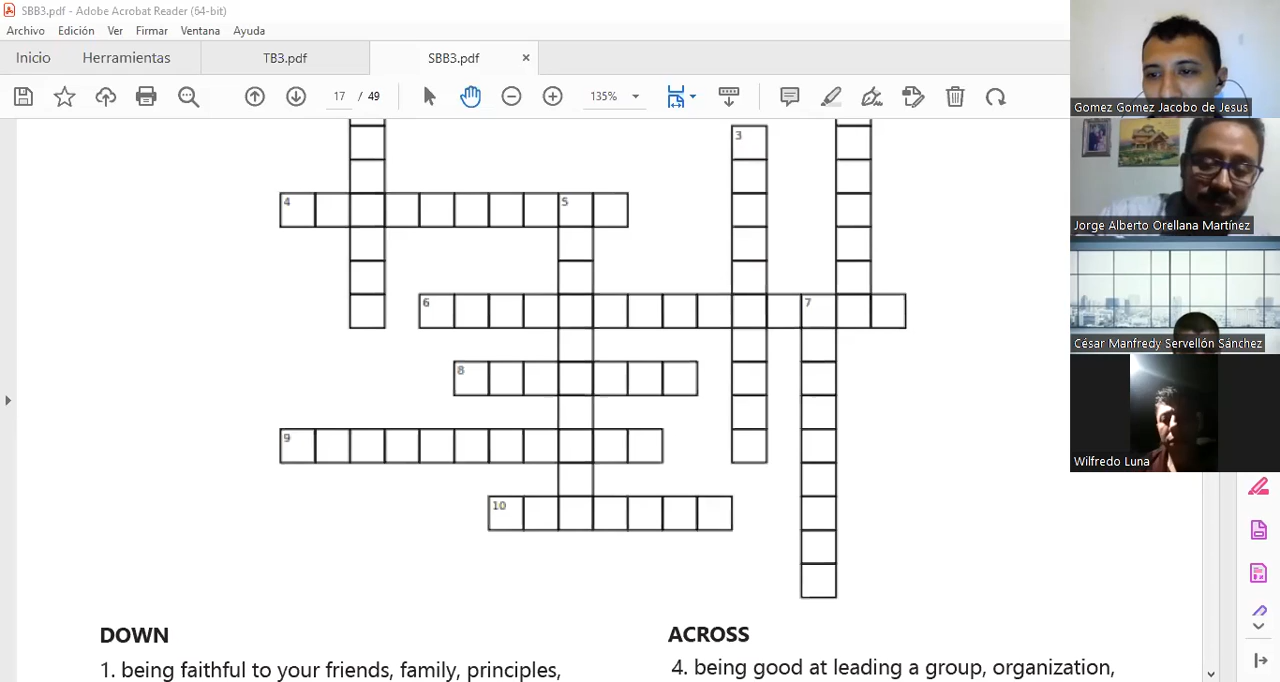 SBB3.pdf - Adobe Acrobat Reader (64-bit)
Archivo Edición Ver Firmar Ventana Ayuda
Inicio Herramientas TB3.pdf SBB3.pdf ×
17 / 49 135%
Gomez Gomez Jacobo de Jesus
Jorge Alberto Orellana Martínez
César Manfredy Servellón Sánchez
Wilfredo Luna
3
4 5
6 7
8
9
10
DOWN
1. being faithful to your friends, family, principles,
ACROSS
4. being good at leading a group, organization,